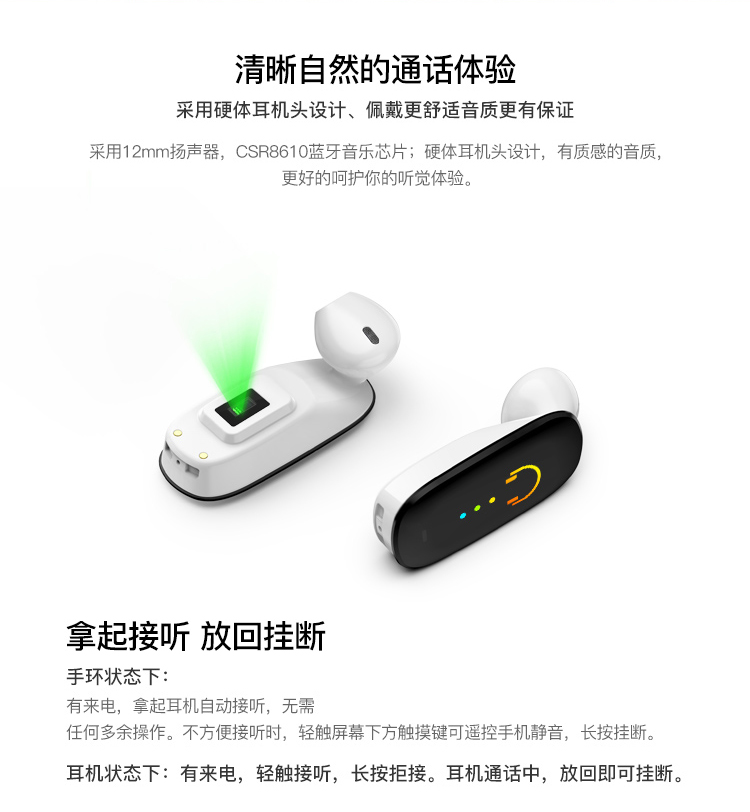 清晰自然的通话体验
采用硬体耳机头设计、佩戴更舒适音质更有保证
采用12mm扬声器，CSR8610蓝牙音乐芯片；硬体耳机头设计，有质感的音质，
更好的呵护你的听觉体验。
拿起接听 放回挂断
手环状态下：
有来电，拿起耳机自动接听，无需
任何多余操作。不方便接听时，轻触屏幕下方触摸键可遥控手机静音，长按挂断。
耳机状态下：有来电，轻触接听，长按拒接。耳机通话中，放回即可挂断。